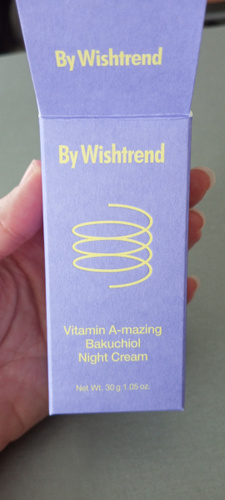 By Wishtrend
By Wishtrend
Vitamin A-mazing
Bakuchiol
Night Cream
Net Wt. 30 g 1.05 oz.